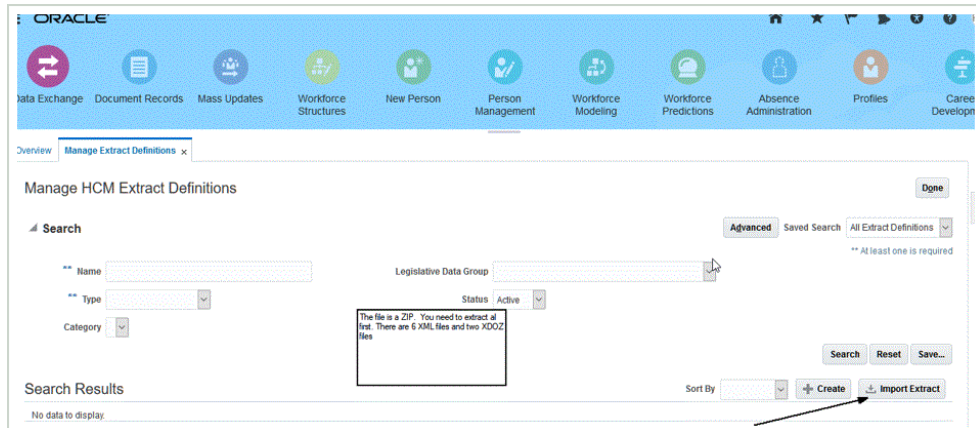 ORACLE
Data Exchange
Document Records
Mass Updates
Workforce
Structures
New Person
Person
Management
Workforce
Modeling
Workforce
Predictions
Absence
Administration
Profiles
Overview
Manage Extract Definitions x
Manage HCM Extract Definitions
Done
Search
Advanced Saved Search All Extract Definitions
** At least one is required
** Name
Legislative Data Group
** Type
Status Active
Category
The file is a ZIP. You need to extract al
first. There are 6 XML files and two XDOZ
files
Search Reset Save...
Search Results
Sort By
Create
Import Extract
No data to display.